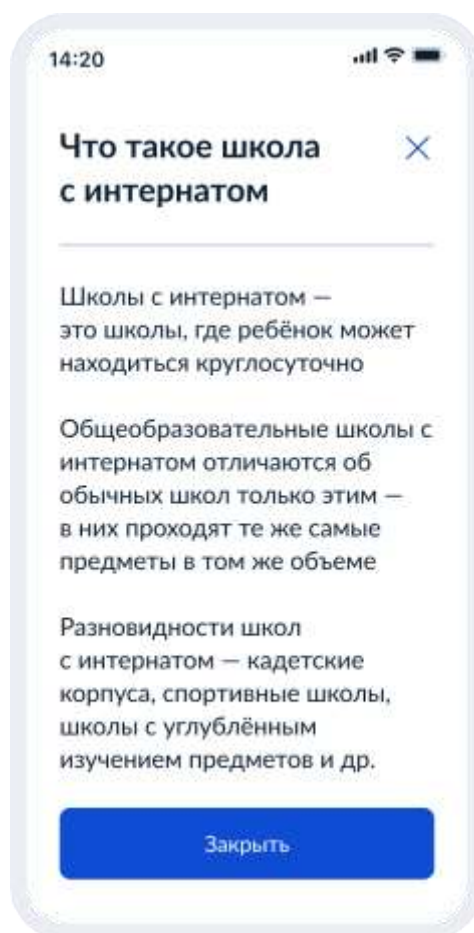 14:20
Что такое школа
с интернатом
Школы с интернатом —
это школы, где ребёнок может
находиться круглосуточно
Общеобразовательные школы с
интернатом отличаются об
обычных школ только этим —
в них проходят те же самые
предметы в том же объеме
Разновидности школ
с интернатом — кадетские
корпуса, спортивные школы,
школы с углублённым
изучением предметов и др.
Закрыть